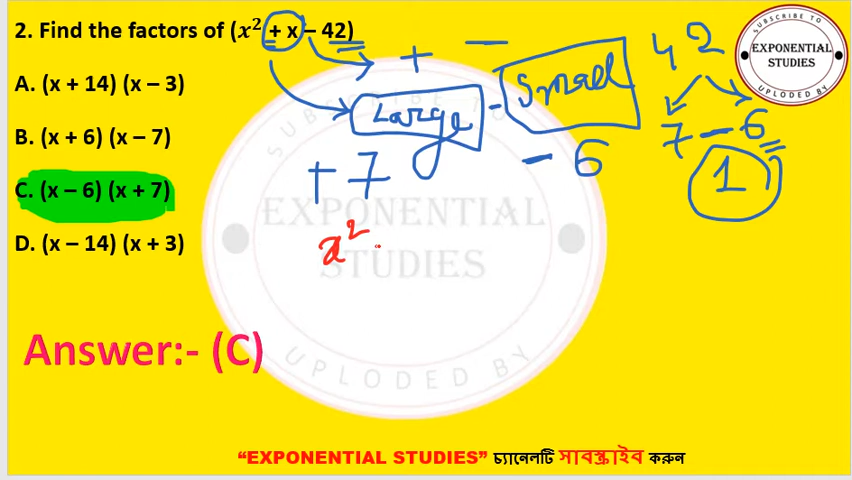 2. Find the factors of (x² + x – 42)
A. (x + 14) (x – 3)
B. (x + 6) (x – 7)
C. (x – 6) (x + 7)
D. (x – 14) (x + 3)
Answer:- (C)
+ –
Large - Small
+ 7 - 6
x²
42
7 – 6
1
SUBSCRIBE TO
EXPONENTIAL
STUDIES
UPLODED BY
SUBSCRIBE TO
EXPONENTIAL
STUDIES
UPLODED BY
“EXPONENTIAL STUDIES” চ্যানেলটি সাবস্ক্রাইব করুন